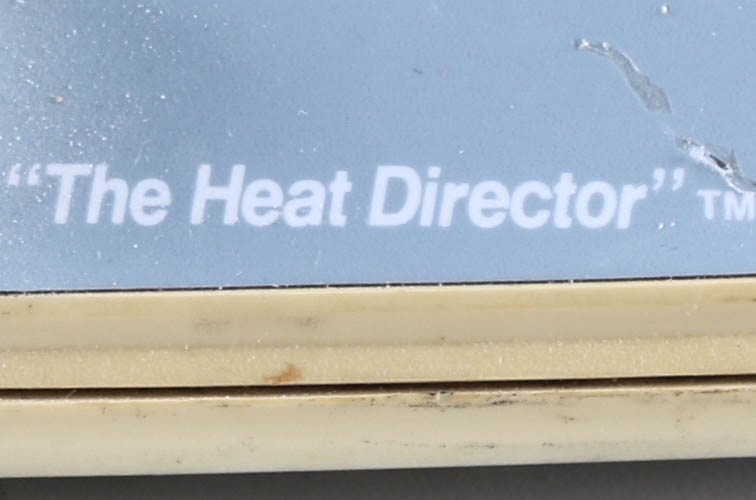 “The Heat Director” TM